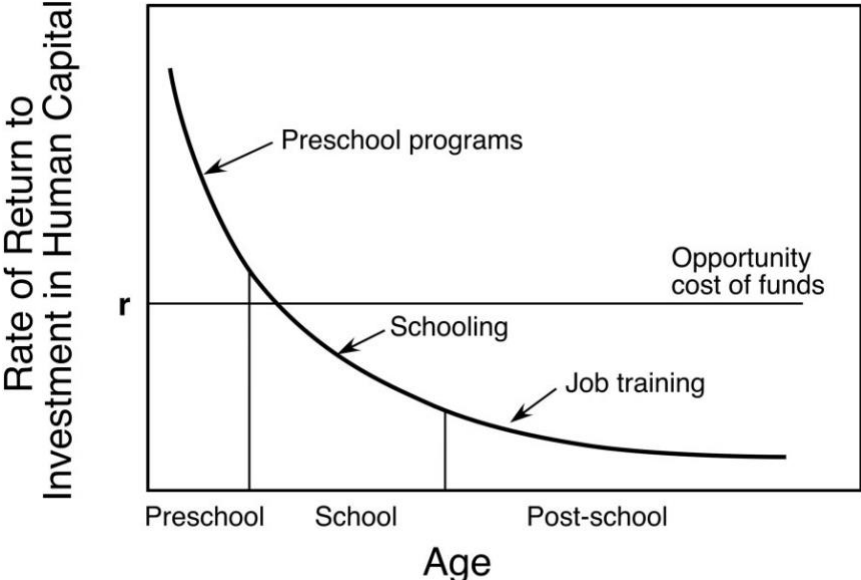 Rate of Return to
Investment in Human Capital
Preschool programs
Opportunity
cost of funds
r
Schooling
Job training
Preschool
School
Post-school
Age